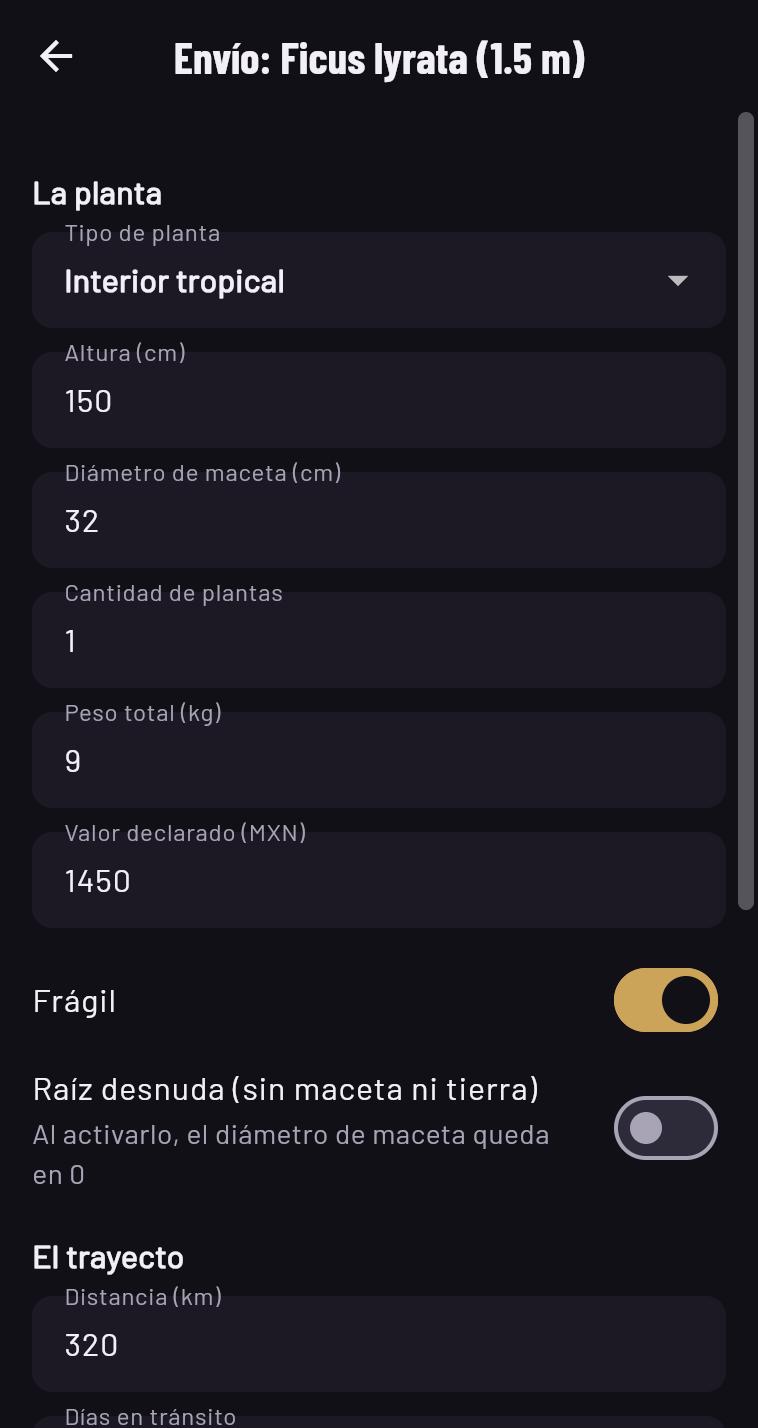 Envío: Ficus lyrata (1.5 m)
La planta
Tipo de planta
Interior tropical
Altura (cm)
150
Diámetro de maceta (cm)
32
Cantidad de plantas
1
Peso total (kg)
9
Valor declarado (MXN)
1450
Frágil
Raíz desnuda (sin maceta ni tierra)
Al activarlo, el diámetro de maceta queda
en 0
El trayecto
Distancia (km)
320
Días en tránsito